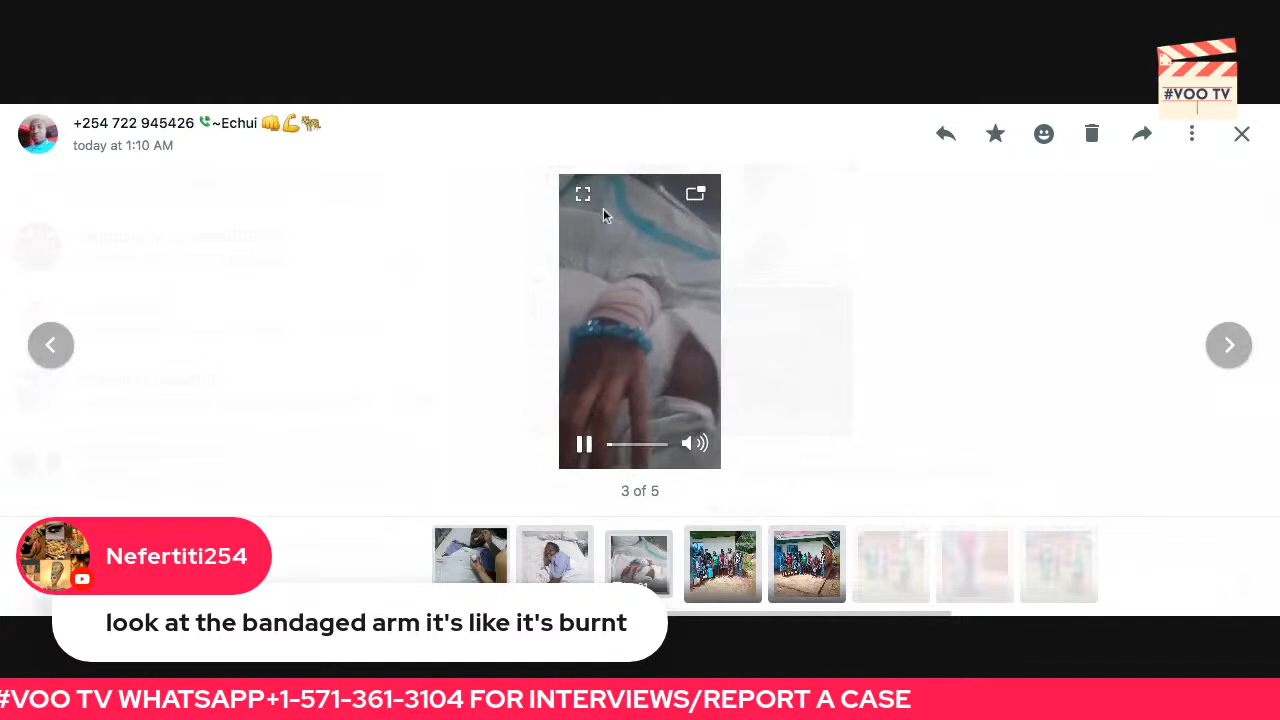 #VOO TV
+254 722 945426 ~Echui 👊💪🐅
today at 1:10 AM
3 of 5
Nefertiti254
look at the bandaged arm it's like it's burnt
#VOO TV WHATSAPP+1-571-361-3104 FOR INTERVIEWS/REPORT A CASE